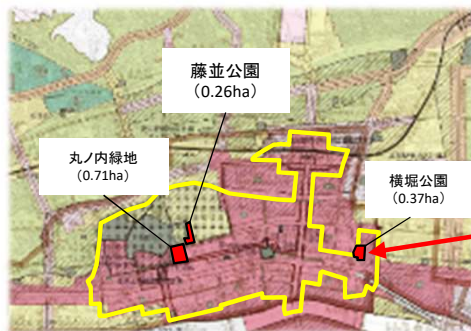 藤並公園
（0.26ha）
丸ノ内緑地
（0.71ha）
横堀公園
（0.37ha）